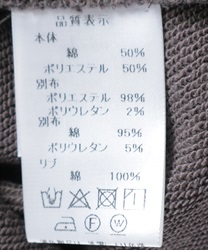 品質表示
本体
綿 50%
ポリエステル 50%
別布
ポリエステル 98%
ポリウレタン 2%
別布
綿 95%
ポリウレタン 5%
リブ
綿 100%